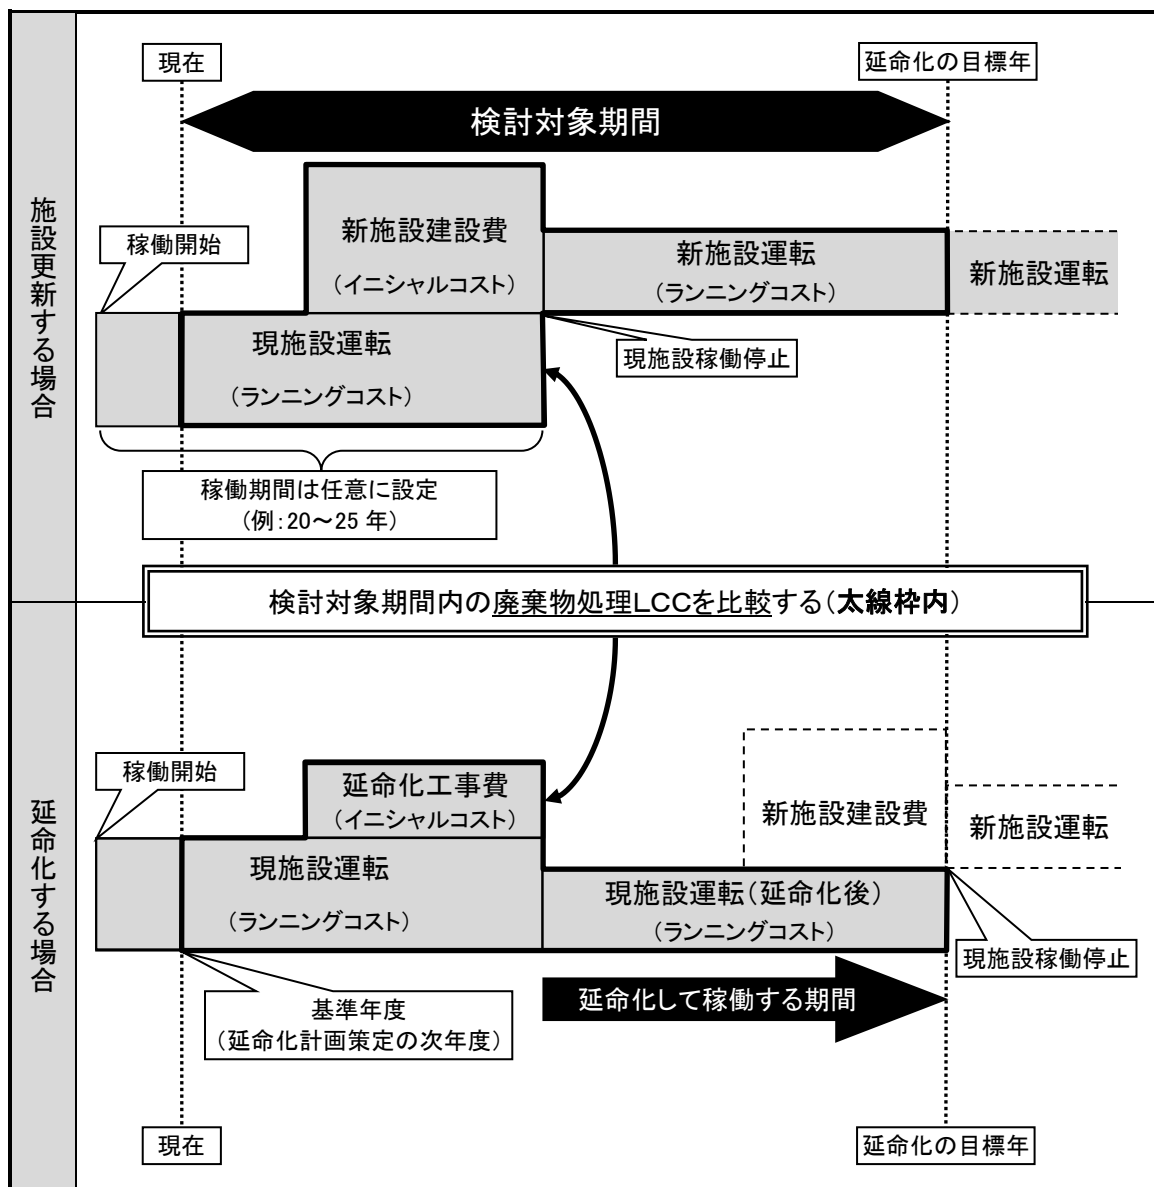 現在
延命化の目標年
検討対象期間
施設更新する場合
稼働開始
新施設建設費
（イニシャルコスト）
新施設運転
（ランニングコスト）
新施設運転
現施設運転
（ランニングコスト）
現施設稼働停止
稼働期間は任意に設定
（例：20～25 年）
検討対象期間内の廃棄物処理LCCを比較する（太線枠内）
延命化する場合
稼働開始
延命化工事費
（イニシャルコスト）
新施設建設費
新施設運転
現施設運転
（ランニングコスト）
現施設運転（延命化後）
（ランニングコスト）
現施設稼働停止
延命化して稼働する期間
基準年度
（延命化計画策定の次年度）
現在
延命化の目標年